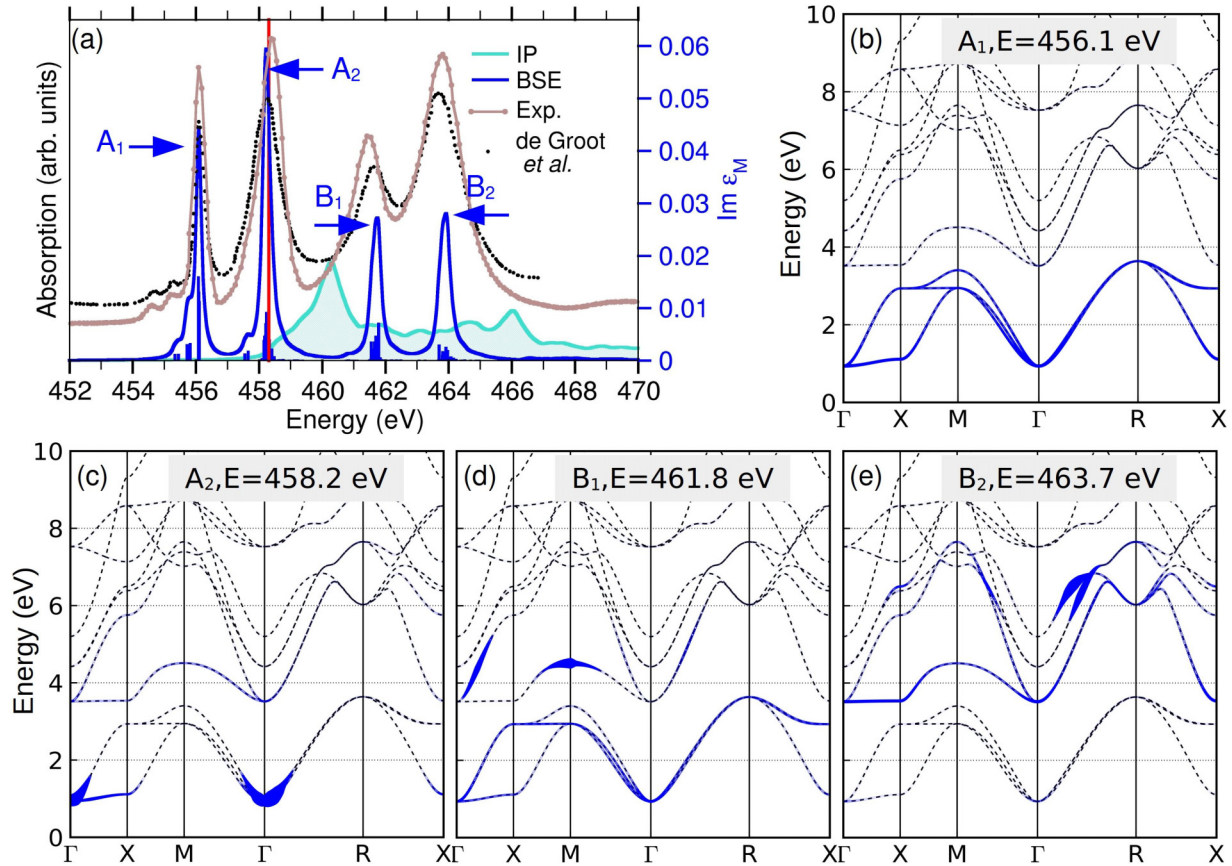 (a)
A₂
IP
BSE
Exp.
de Groot
et al.
A₁
B₁
B₂
Absorption (arb. units)
0.06
0.05
0.04
0.03
0.02
0.01
0
Im εM
452 454 456 458 460 462 464 466 468 470
Energy (eV)
(b)
A₁,E=456.1 eV
Energy (eV)
10
8
6
4
2
0
Γ X M Γ R X
(c)
A₂,E=458.2 eV
Energy (eV)
10
8
6
4
2
0
Γ X M Γ R X
(d)
B₁,E=461.8 eV
Γ X M Γ R X
(e)
B₂,E=463.7 eV
Γ X M Γ R X